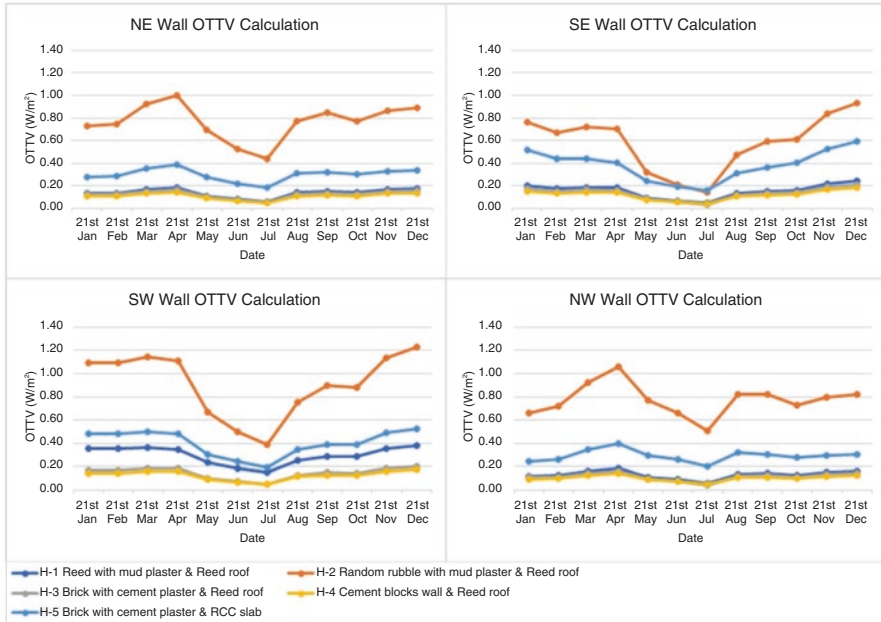 NE Wall OTTV Calculation
1.40
1.20
1.00
0.80
0.60
0.40
0.20
0.00
OTTV (W/m²)
21st 21st 21st 21st 21st 21st 21st 21st 21st 21st 21st 21st
Jan Feb Mar Apr May Jun Jul Aug Sep Oct Nov Dec
Date
SE Wall OTTV Calculation
1.40
1.20
1.00
0.80
0.60
0.40
0.20
0.00
OTTV (W/m²)
21st 21st 21st 21st 21st 21st 21st 21st 21st 21st 21st 21st
Jan Feb Mar Apr May Jun Jul Aug Sep Oct Nov Dec
Date
SW Wall OTTV Calculation
1.40
1.20
1.00
0.80
0.60
0.40
0.20
0.00
OTTV (W/m²)
21st 21st 21st 21st 21st 21st 21st 21st 21st 21st 21st 21st
Jan Feb Mar Apr May Jun Jul Aug Sep Oct Nov Dec
Date
NW Wall OTTV Calculation
1.40
1.20
1.00
0.80
0.60
0.40
0.20
0.00
OTTV (W/m²)
21st 21st 21st 21st 21st 21st 21st 21st 21st 21st 21st 21st
Jan Feb Mar Apr May Jun Jul Aug Sep Oct Nov Dec
Date
H-1 Reed with mud plaster & Reed roof
H-2 Random rubble with mud plaster & Reed roof
H-3 Brick with cement plaster & Reed roof
H-4 Cement blocks wall & Reed roof
H-5 Brick with cement plaster & RCC slab